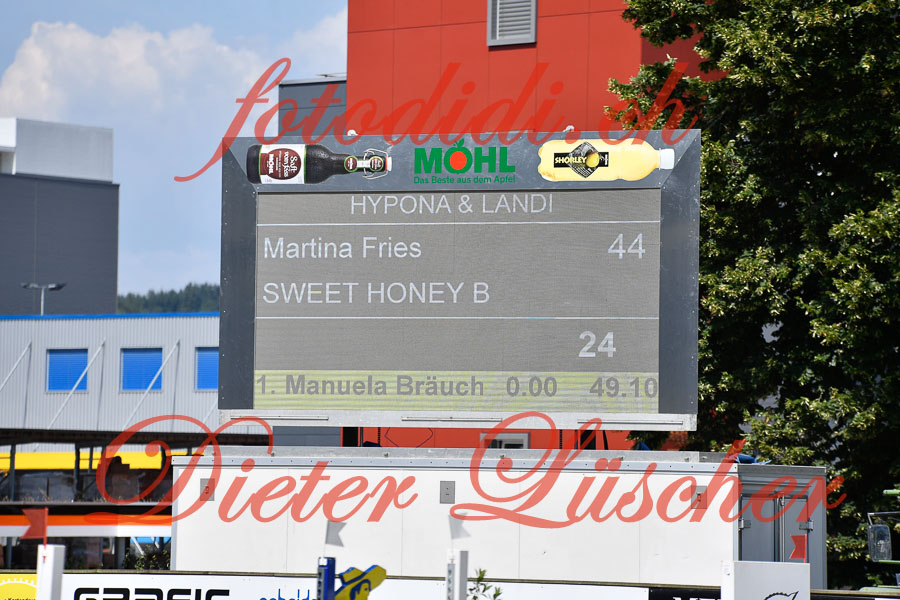 fotodidi.ch
MÖHL
Das Beste aus dem Apfel
SHORLEY
HYPONA & LANDI
Martina Fries 44
SWEET HONEY B
24
1. Manuela Bräuch 0.00 49.10
Dieter Lüscher